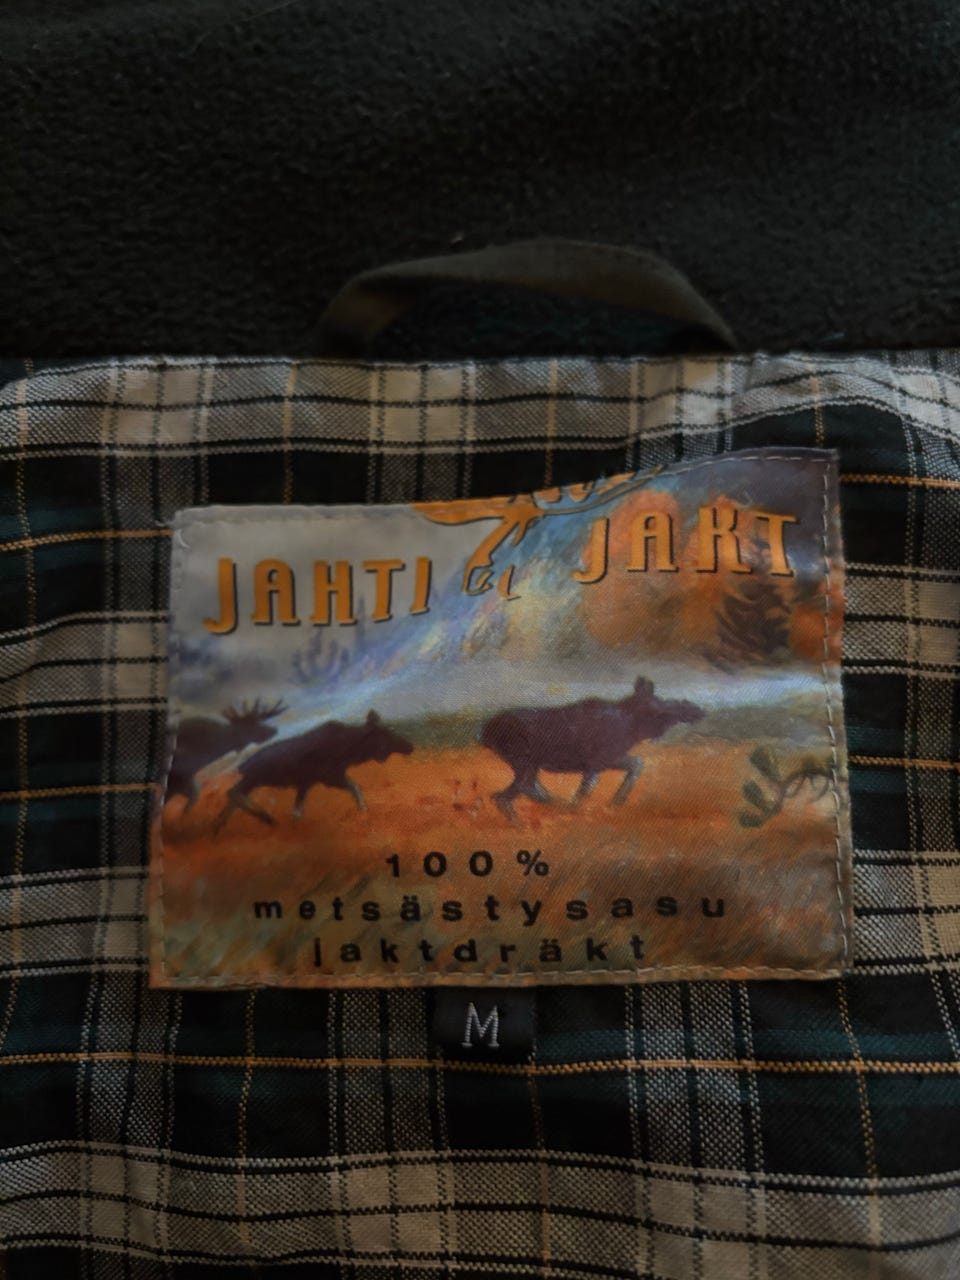 JAHTI JAKT
100%
metsästysasu
jaktdräkt
M